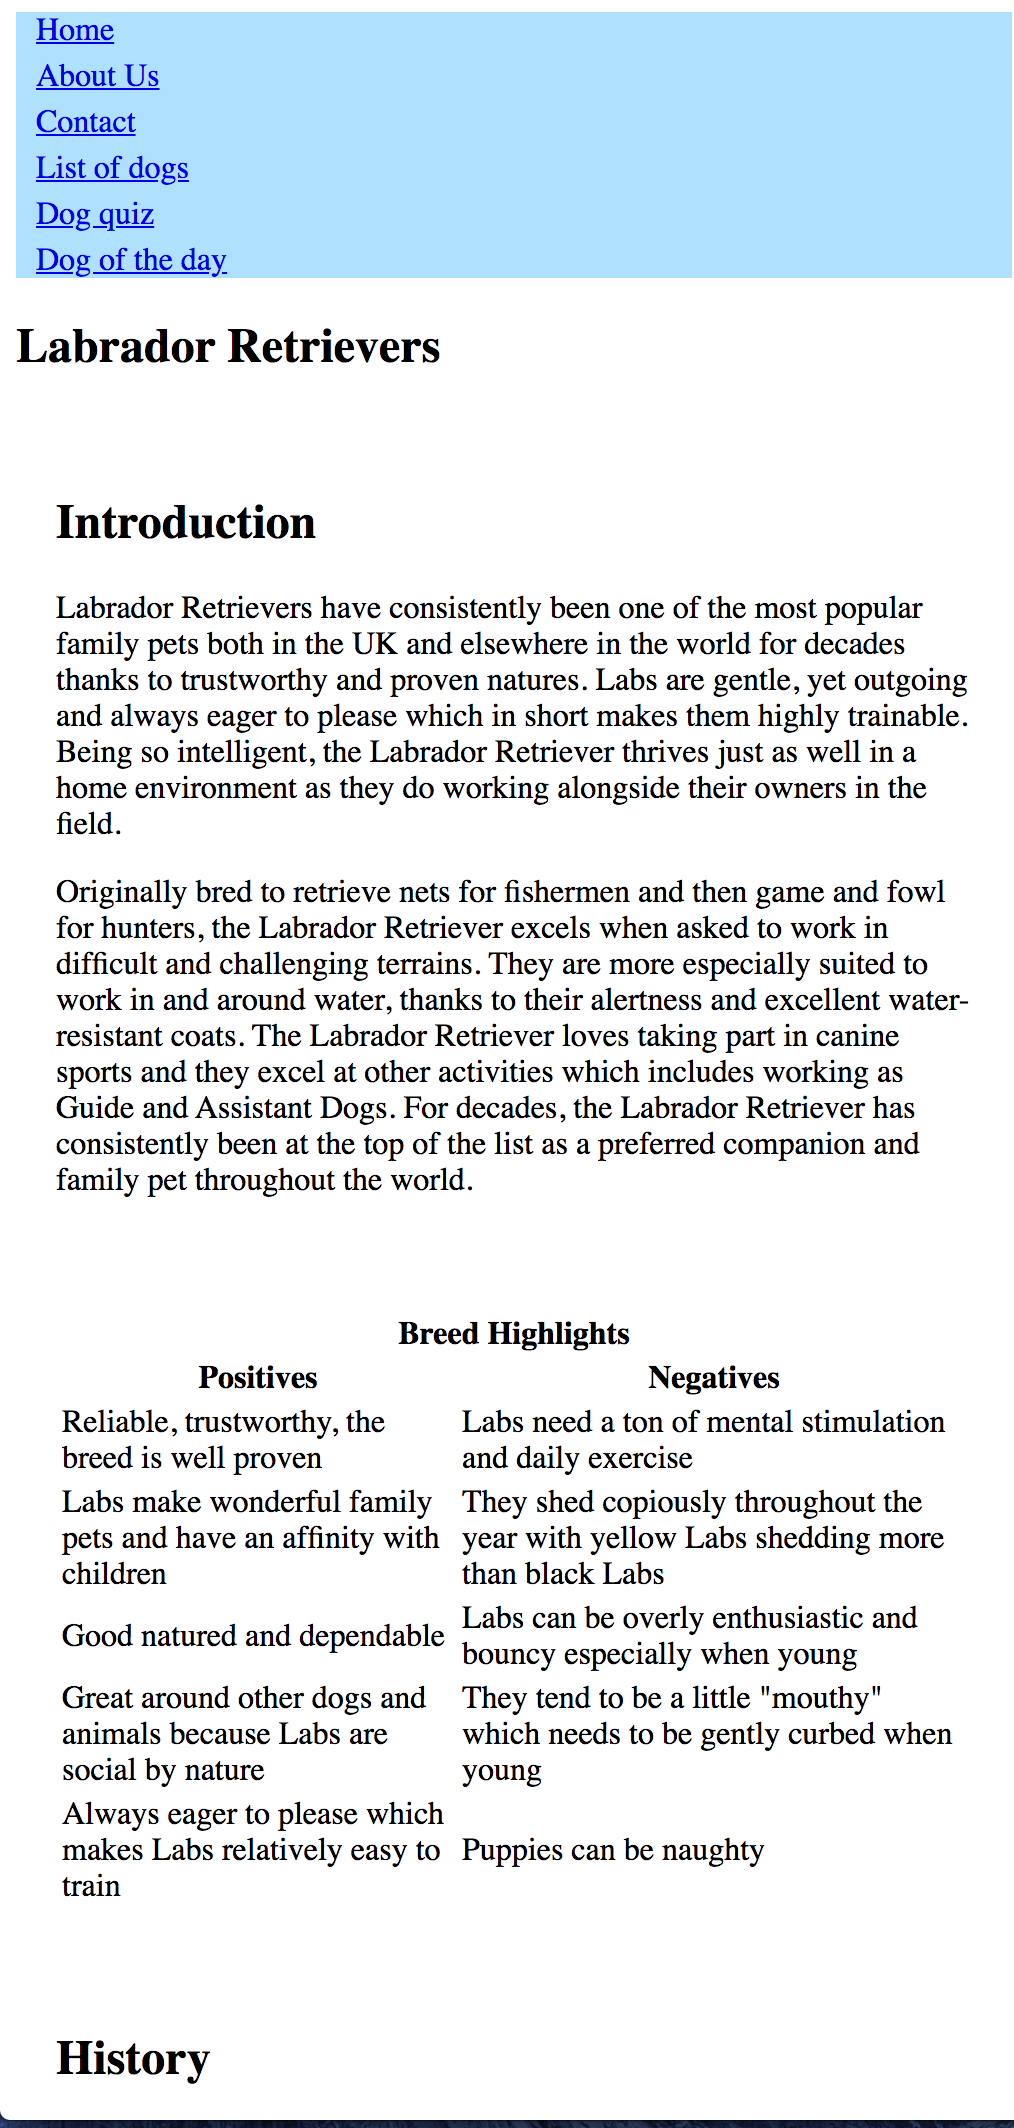 Home
About Us
Contact
List of dogs
Dog quiz
Dog of the day
Labrador Retrievers
Introduction
Labrador Retrievers have consistently been one of the most popular
family pets both in the UK and elsewhere in the world for decades
thanks to trustworthy and proven natures. Labs are gentle, yet outgoing
and always eager to please which in short makes them highly trainable.
Being so intelligent, the Labrador Retriever thrives just as well in a
home environment as they do working alongside their owners in the
field.
Originally bred to retrieve nets for fishermen and then game and fowl
for hunters, the Labrador Retriever excels when asked to work in
difficult and challenging terrains. They are more especially suited to
work in and around water, thanks to their alertness and excellent water-
resistant coats. The Labrador Retriever loves taking part in canine
sports and they excel at other activities which includes working as
Guide and Assistant Dogs. For decades, the Labrador Retriever has
consistently been at the top of the list as a preferred companion and
family pet throughout the world.
Breed Highlights
Positives
Negatives
Reliable, trustworthy, the
breed is well proven
Labs need a ton of mental stimulation
and daily exercise
Labs make wonderful family
pets and have an affinity with
children
They shed copiously throughout the
year with yellow Labs shedding more
than black Labs
Good natured and dependable
Labs can be overly enthusiastic and
bouncy especially when young
Great around other dogs and
animals because Labs are
social by nature
They tend to be a little "mouthy"
which needs to be gently curbed when
young
Always eager to please which
makes Labs relatively easy to
train
Puppies can be naughty
History